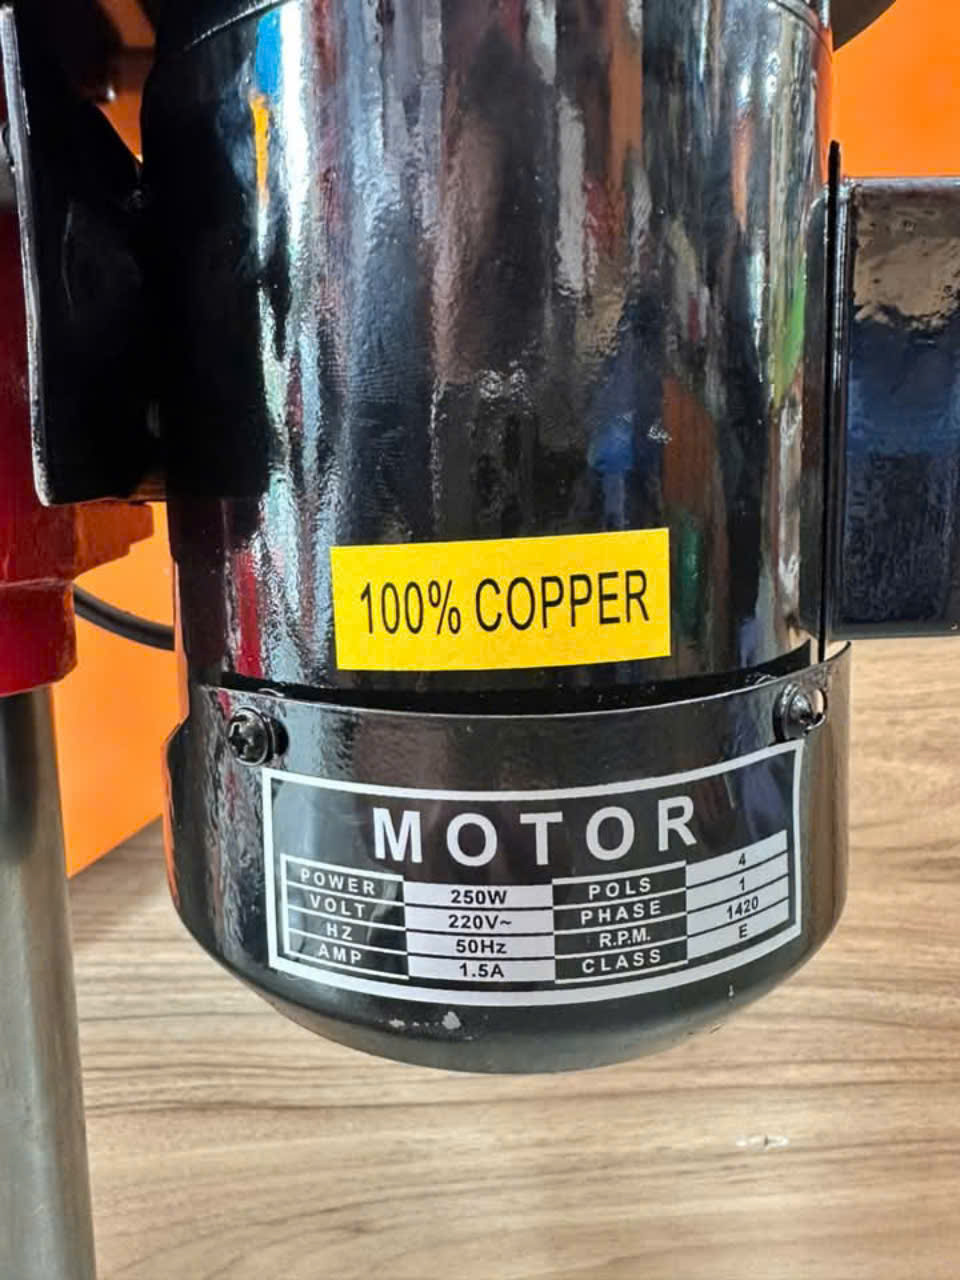 100% COPPER
MOTOR
POWER 250W POLS 4
VOLT 220V~ PHASE 1
HZ 50Hz R.P.M. 1420
AMP 1.5A CLASS E